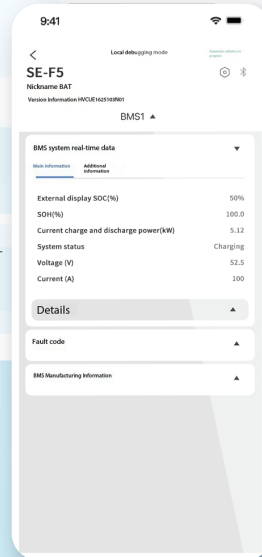 9:41
Local debugging mode
SE-F5
Nickname BAT
Version Information HVCUE1625103IN01
BMS1 ▲
BMS system real-time data ▼
Main information
Additional
information
External display SOC(%) 50%
SOH(%) 100.0
Current charge and discharge power(kW) 5.12
System status Charging
Voltage (V) 52.5
Current (A) 100
Details ▲
Fault code ▲
BMS Manufacturing Information ▲